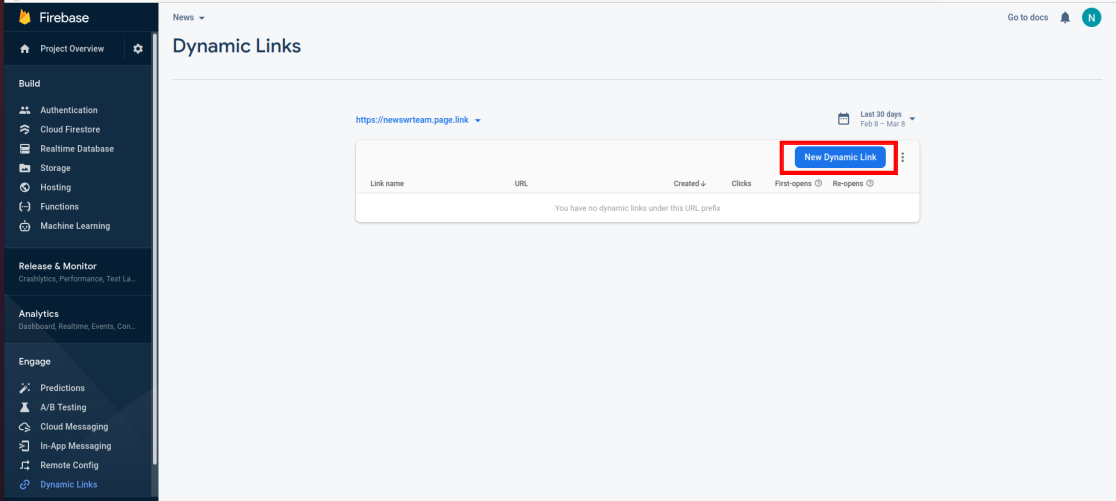 Firebase
News
Go to docs
N
Project Overview
Dynamic Links
Build
Authentication
Cloud Firestore
Realtime Database
Storage
Hosting
Functions
Machine Learning
Release & Monitor
Crashlytics, Performance, Test La...
Analytics
Dashboard, Realtime, Events, Con...
Engage
Predictions
A/B Testing
Cloud Messaging
In-App Messaging
Remote Config
Dynamic Links
https://newswrteam.page.link
Last 30 days
Feb 8 – Mar 8
New Dynamic Link
Link name URL Created Clicks First-opens Re-opens
You have no dynamic links under this URL prefix